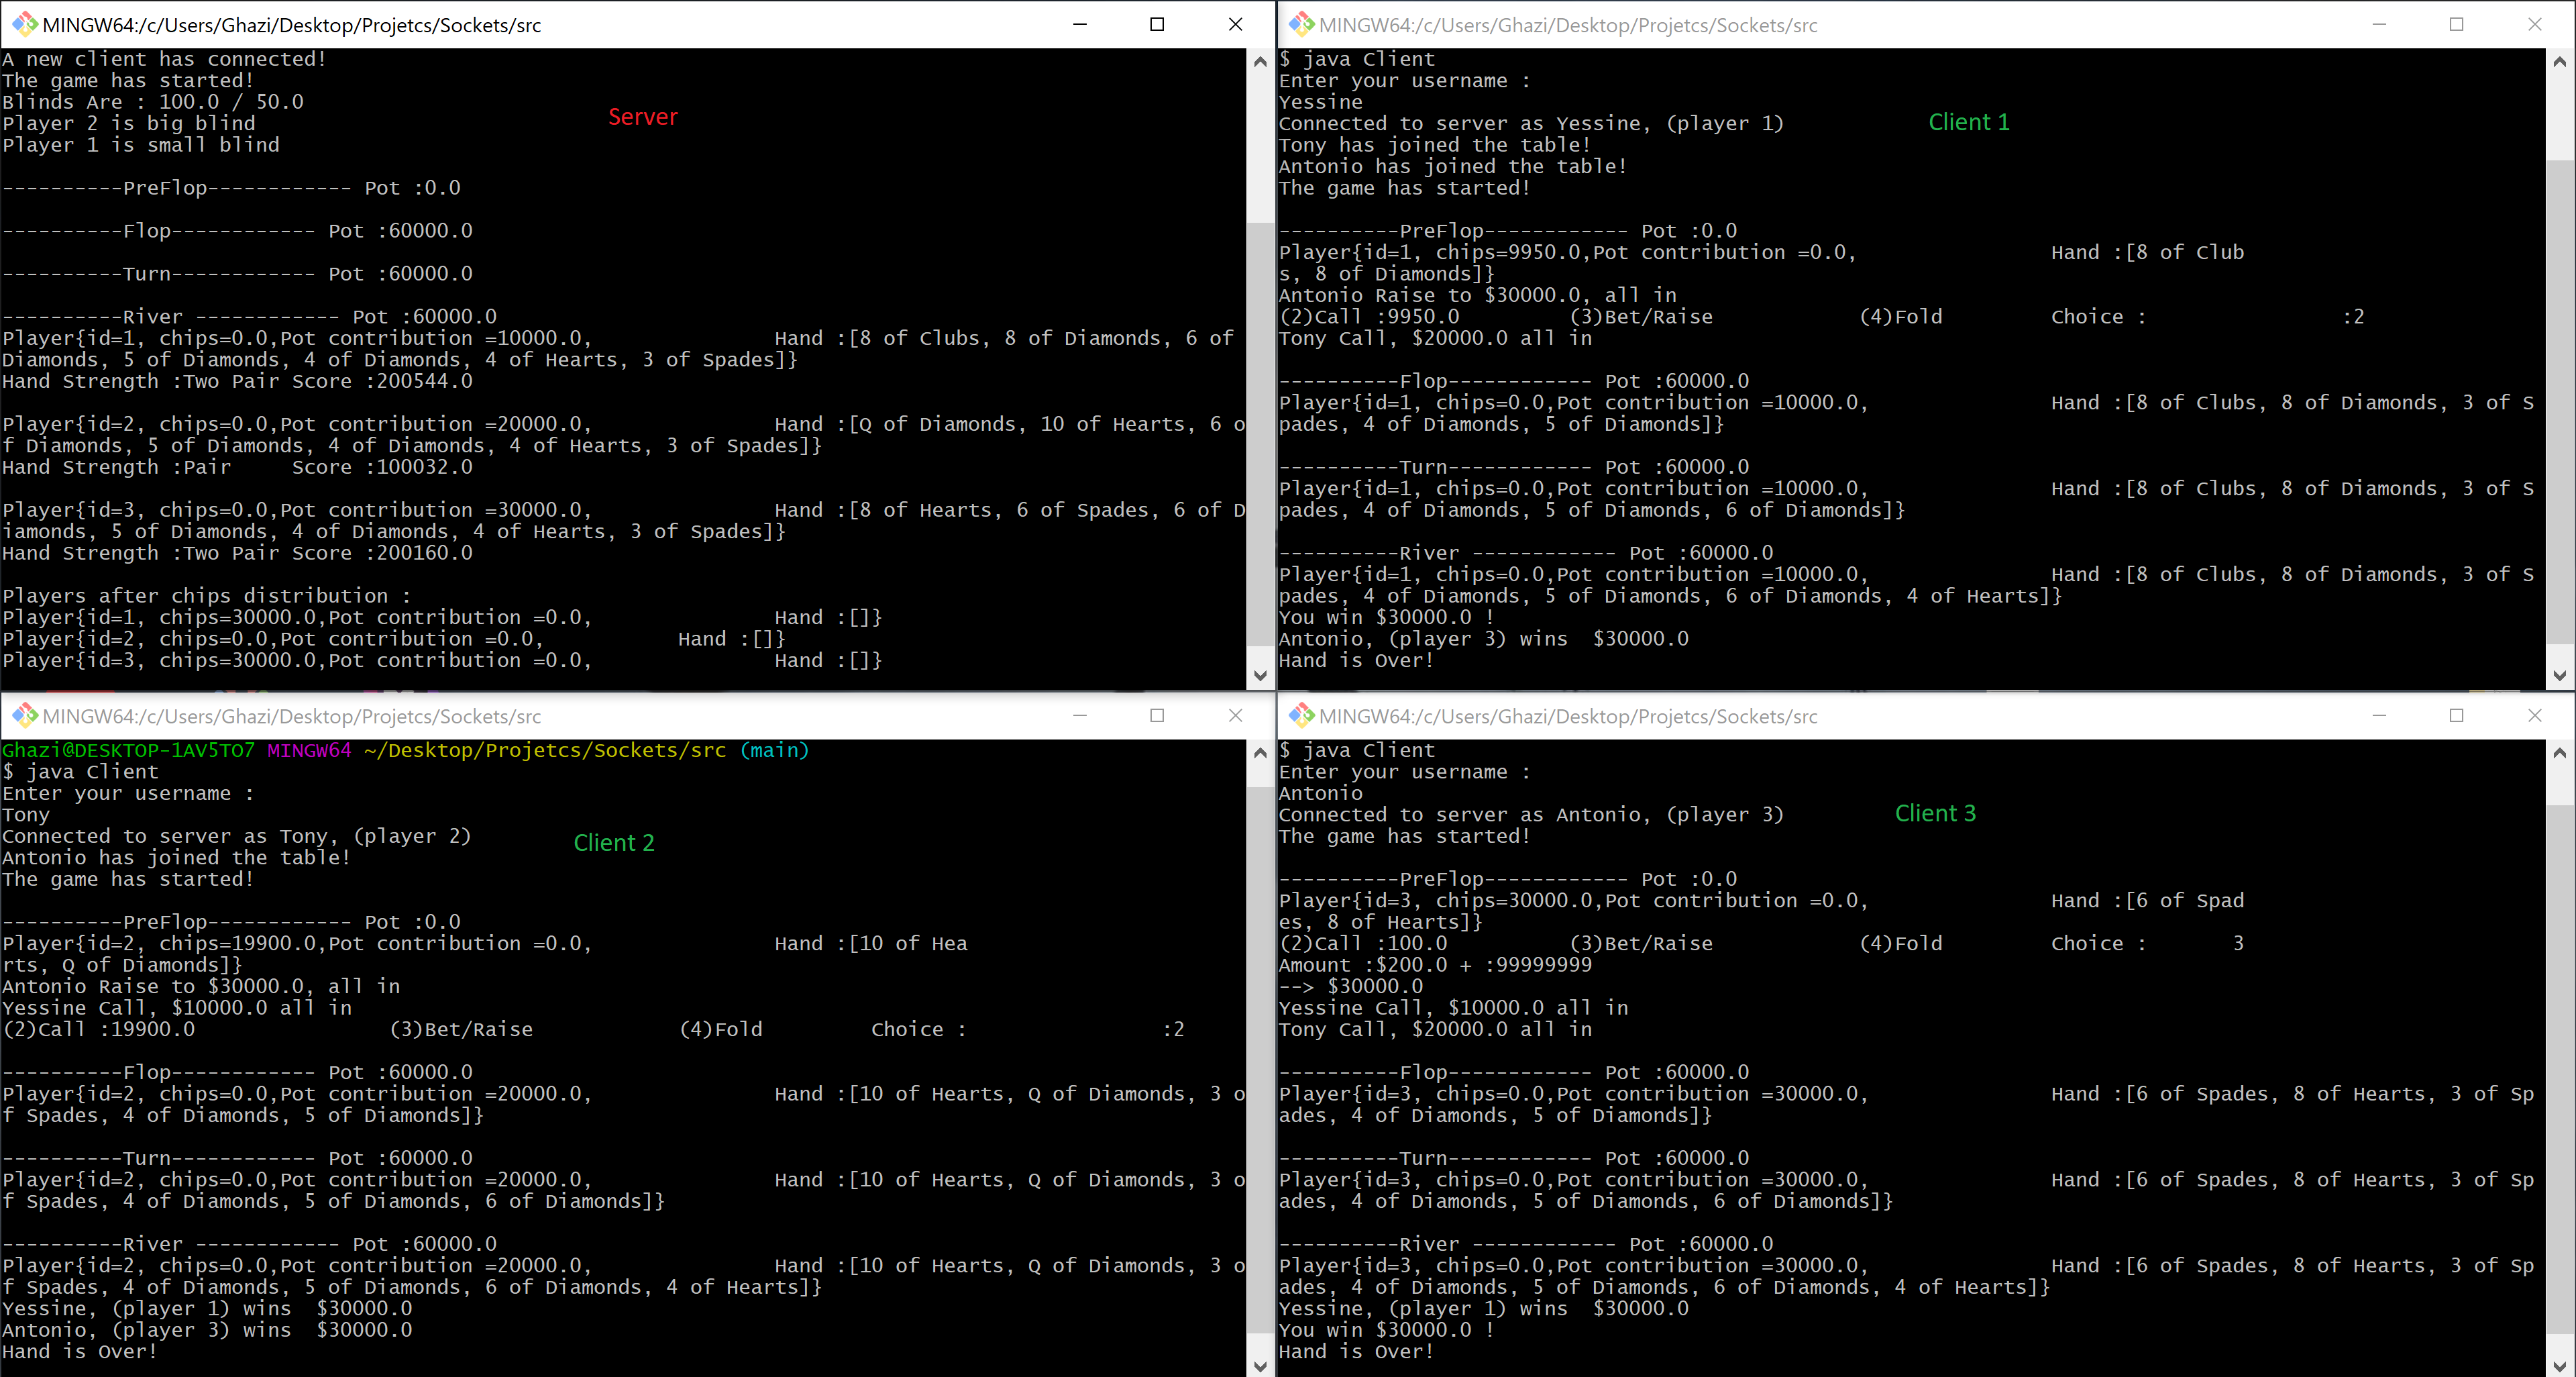 MINGW64:/c/Users/Ghazi/Desktop/Projetcs/Sockets/src
A new client has connected!
The game has started!
Blinds Are : 100.0 / 50.0
Server
Player 2 is big blind
Player 1 is small blind
----------PreFlop------------ Pot :0.0
----------Flop------------ Pot :60000.0
----------Turn------------ Pot :60000.0
----------River ------------ Pot :60000.0
Player{id=1, chips=0.0,Pot contribution =10000.0, Hand :[8 of Clubs, 8 of Diamonds, 6 of
Diamonds, 5 of Diamonds, 4 of Diamonds, 4 of Hearts, 3 of Spades]}
Hand Strength :Two Pair Score :200544.0
Player{id=2, chips=0.0,Pot contribution =20000.0, Hand :[Q of Diamonds, 10 of Hearts, 6 o
f Diamonds, 5 of Diamonds, 4 of Diamonds, 4 of Hearts, 3 of Spades]}
Hand Strength :Pair Score :100032.0
Player{id=3, chips=0.0,Pot contribution =30000.0, Hand :[8 of Hearts, 6 of Spades, 6 of D
iamonds, 5 of Diamonds, 4 of Diamonds, 4 of Hearts, 3 of Spades]}
Hand Strength :Two Pair Score :200160.0
Players after chips distribution :
Player{id=1, chips=30000.0,Pot contribution =0.0, Hand :[]}
Player{id=2, chips=0.0,Pot contribution =0.0, Hand :[]}
Player{id=3, chips=30000.0,Pot contribution =0.0, Hand :[]}
MINGW64:/c/Users/Ghazi/Desktop/Projetcs/Sockets/src
$ java Client
Enter your username :
Yessine
Connected to server as Yessine, (player 1)
Client 1
Tony has joined the table!
Antonio has joined the table!
The game has started!
----------PreFlop------------ Pot :0.0
Player{id=1, chips=9950.0,Pot contribution =0.0, Hand :[8 of Club
s, 8 of Diamonds]}
Antonio Raise to $30000.0, all in
(2)Call :9950.0 (3)Bet/Raise (4)Fold Choice : :2
Tony Call, $20000.0 all in
----------Flop------------ Pot :60000.0
Player{id=1, chips=0.0,Pot contribution =10000.0, Hand :[8 of Clubs, 8 of Diamonds, 3 of S
pades, 4 of Diamonds, 5 of Diamonds]}
----------Turn------------ Pot :60000.0
Player{id=1, chips=0.0,Pot contribution =10000.0, Hand :[8 of Clubs, 8 of Diamonds, 3 of S
pades, 4 of Diamonds, 5 of Diamonds, 6 of Diamonds]}
----------River ------------ Pot :60000.0
Player{id=1, chips=0.0,Pot contribution =10000.0, Hand :[8 of Clubs, 8 of Diamonds, 3 of S
pades, 4 of Diamonds, 5 of Diamonds, 6 of Diamonds, 4 of Hearts]}
You win $30000.0 !
Antonio, (player 3) wins  $30000.0
Hand is Over!
MINGW64:/c/Users/Ghazi/Desktop/Projetcs/Sockets/src
Ghazi@DESKTOP-1AV5TO7 MINGW64 ~/Desktop/Projetcs/Sockets/src (main)
$ java Client
Enter your username :
Tony
Connected to server as Tony, (player 2)
Client 2
Antonio has joined the table!
The game has started!
----------PreFlop------------ Pot :0.0
Player{id=2, chips=19900.0,Pot contribution =0.0, Hand :[10 of Hea
rts, Q of Diamonds]}
Antonio Raise to $30000.0, all in
Yessine Call, $10000.0 all in
(2)Call :19900.0 (3)Bet/Raise (4)Fold Choice : :2
----------Flop------------ Pot :60000.0
Player{id=2, chips=0.0,Pot contribution =20000.0, Hand :[10 of Hearts, Q of Diamonds, 3 o
f Spades, 4 of Diamonds, 5 of Diamonds]}
----------Turn------------ Pot :60000.0
Player{id=2, chips=0.0,Pot contribution =20000.0, Hand :[10 of Hearts, Q of Diamonds, 3 o
f Spades, 4 of Diamonds, 5 of Diamonds, 6 of Diamonds]}
----------River ------------ Pot :60000.0
Player{id=2, chips=0.0,Pot contribution =20000.0, Hand :[10 of Hearts, Q of Diamonds, 3 o
f Spades, 4 of Diamonds, 5 of Diamonds, 6 of Diamonds, 4 of Hearts]}
Yessine, (player 1) wins  $30000.0
Antonio, (player 3) wins  $30000.0
Hand is Over!
MINGW64:/c/Users/Ghazi/Desktop/Projetcs/Sockets/src
$ java Client
Enter your username :
Antonio
Connected to server as Antonio, (player 3)
Client 3
The game has started!
----------PreFlop------------ Pot :0.0
Player{id=3, chips=30000.0,Pot contribution =0.0, Hand :[6 of Spad
es, 8 of Hearts]}
(2)Call :100.0 (3)Bet/Raise (4)Fold Choice : 3
Amount :$200.0 + :99999999
--> $30000.0
Yessine Call, $10000.0 all in
Tony Call, $20000.0 all in
----------Flop------------ Pot :60000.0
Player{id=3, chips=0.0,Pot contribution =30000.0, Hand :[6 of Spades, 8 of Hearts, 3 of Sp
ades, 4 of Diamonds, 5 of Diamonds]}
----------Turn------------ Pot :60000.0
Player{id=3, chips=0.0,Pot contribution =30000.0, Hand :[6 of Spades, 8 of Hearts, 3 of Sp
ades, 4 of Diamonds, 5 of Diamonds, 6 of Diamonds]}
----------River ------------ Pot :60000.0
Player{id=3, chips=0.0,Pot contribution =30000.0, Hand :[6 of Spades, 8 of Hearts, 3 of Sp
ades, 4 of Diamonds, 5 of Diamonds, 6 of Diamonds, 4 of Hearts]}
Yessine, (player 1) wins  $30000.0
You win $30000.0 !
Hand is Over!